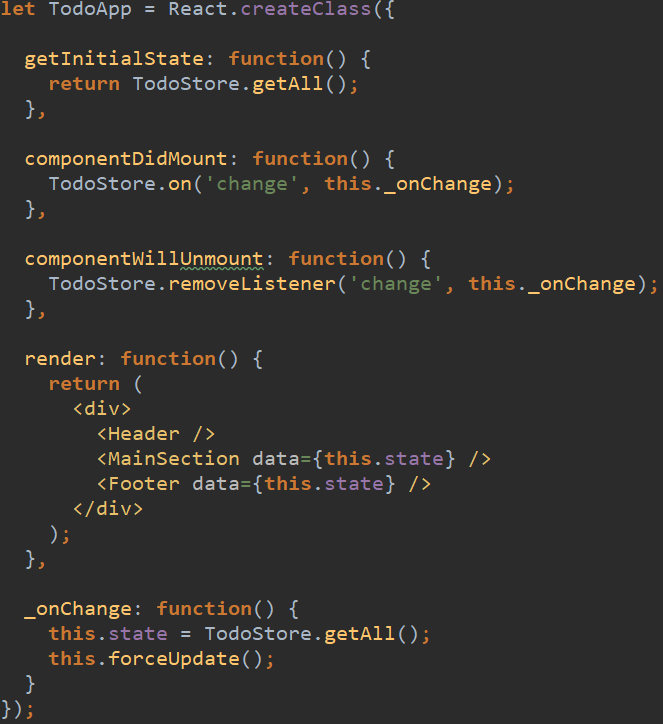 let TodoApp = React.createClass({
getInitialState: function() {
return TodoStore.getAll();
},
componentDidMount: function() {
TodoStore.on('change', this._onChange);
},
componentWillUnmount: function() {
TodoStore.removeListener('change', this._onChange);
},
render: function() {
return (
<div>
<Header />
<MainSection data={this.state} />
<Footer data={this.state} />
</div>
);
},
_onChange: function() {
this.state = TodoStore.getAll();
this.forceUpdate();
}
});